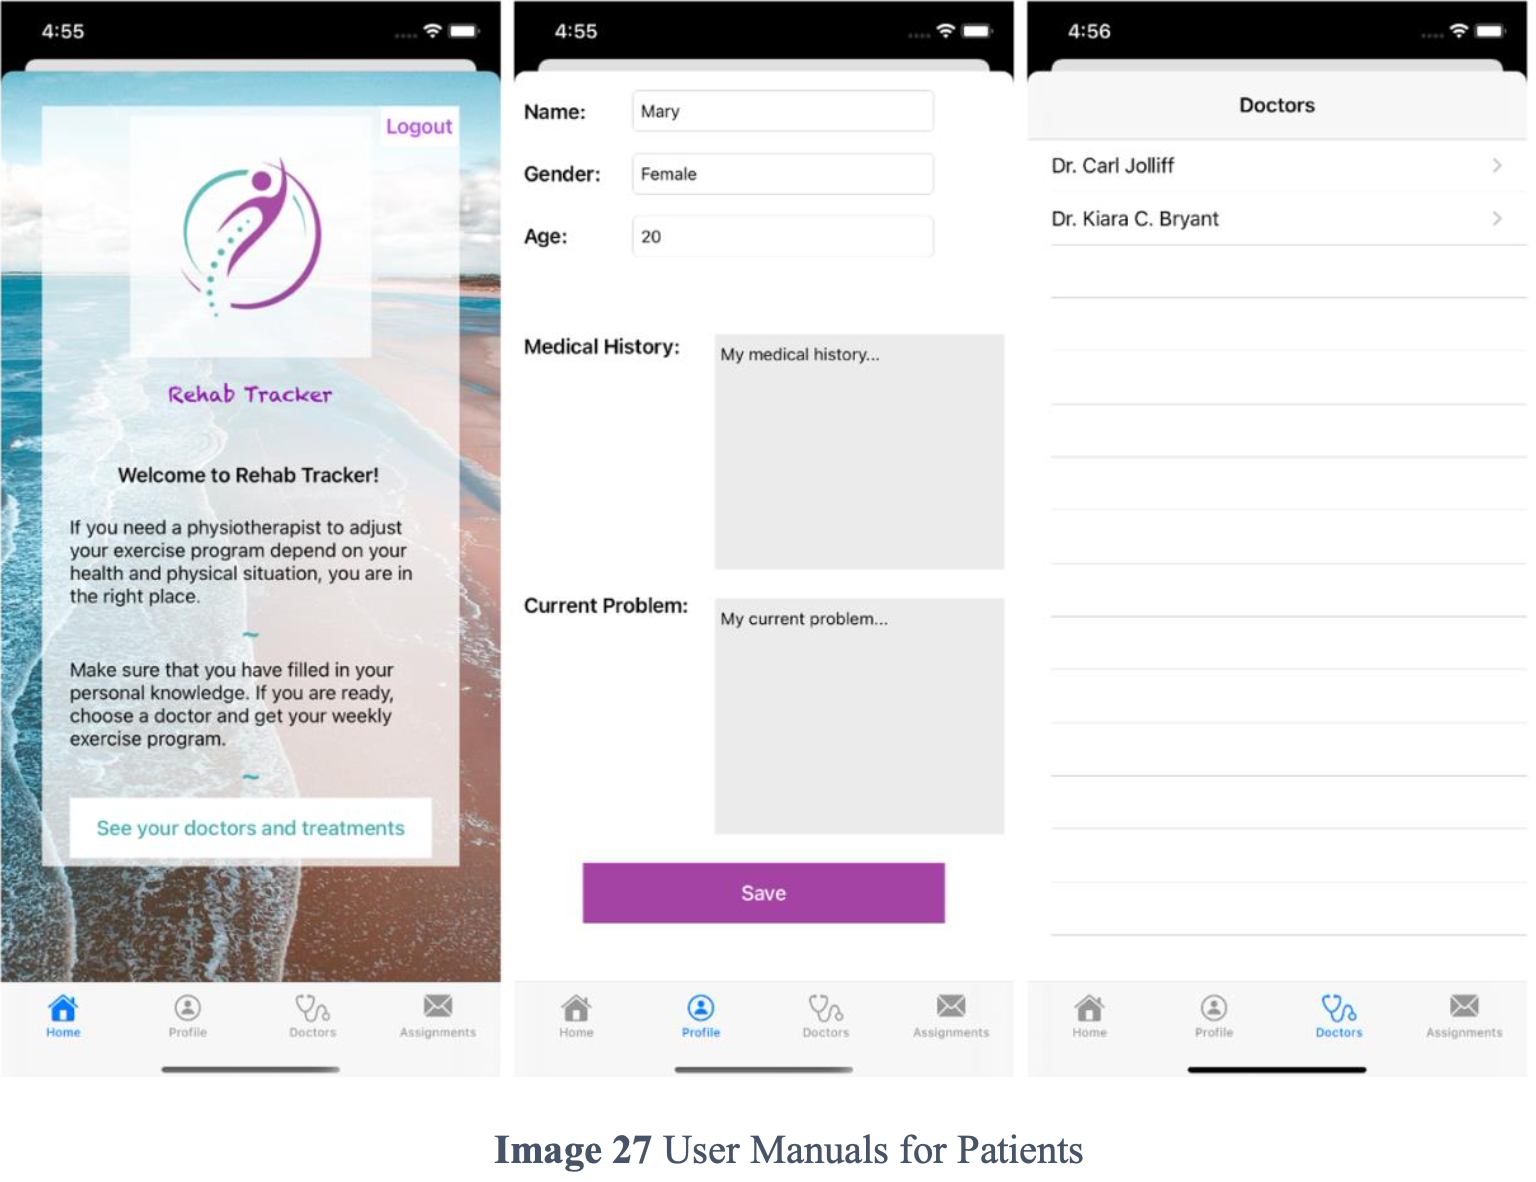 4:55
Logout
Rehab Tracker
Welcome to Rehab Tracker!
If you need a physiotherapist to adjust
your exercise program depend on your
health and physical situation, you are in
the right place.
~
Make sure that you have filled in your
personal knowledge. If you are ready,
choose a doctor and get your weekly
exercise program.
~
See your doctors and treatments
Home
Profile
Doctors
Assignments
4:55
Name:
Mary
Gender:
Female
Age:
20
Medical History:
My medical history...
Current Problem:
My current problem...
Save
Home
Profile
Doctors
Assignments
4:56
Doctors
Dr. Carl Jolliff
Dr. Kiara C. Bryant
Home
Profile
Doctors
Assignments
Image 27 User Manuals for Patients